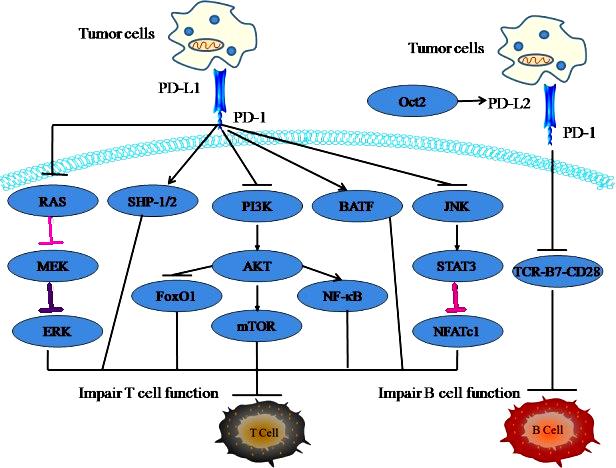 Tumor cells
Tumor cells
PD-L1
Oct2
PD-L2
PD-1
PD-1
RAS
SHP-1/2
PI3K
BATF
JNK
MEK
AKT
STAT3
TCR-B7-CD28
FoxO1
NF-κB
ERK
mTOR
NFATc1
Impair T cell function
Impair B cell function
T Cell
B Cell